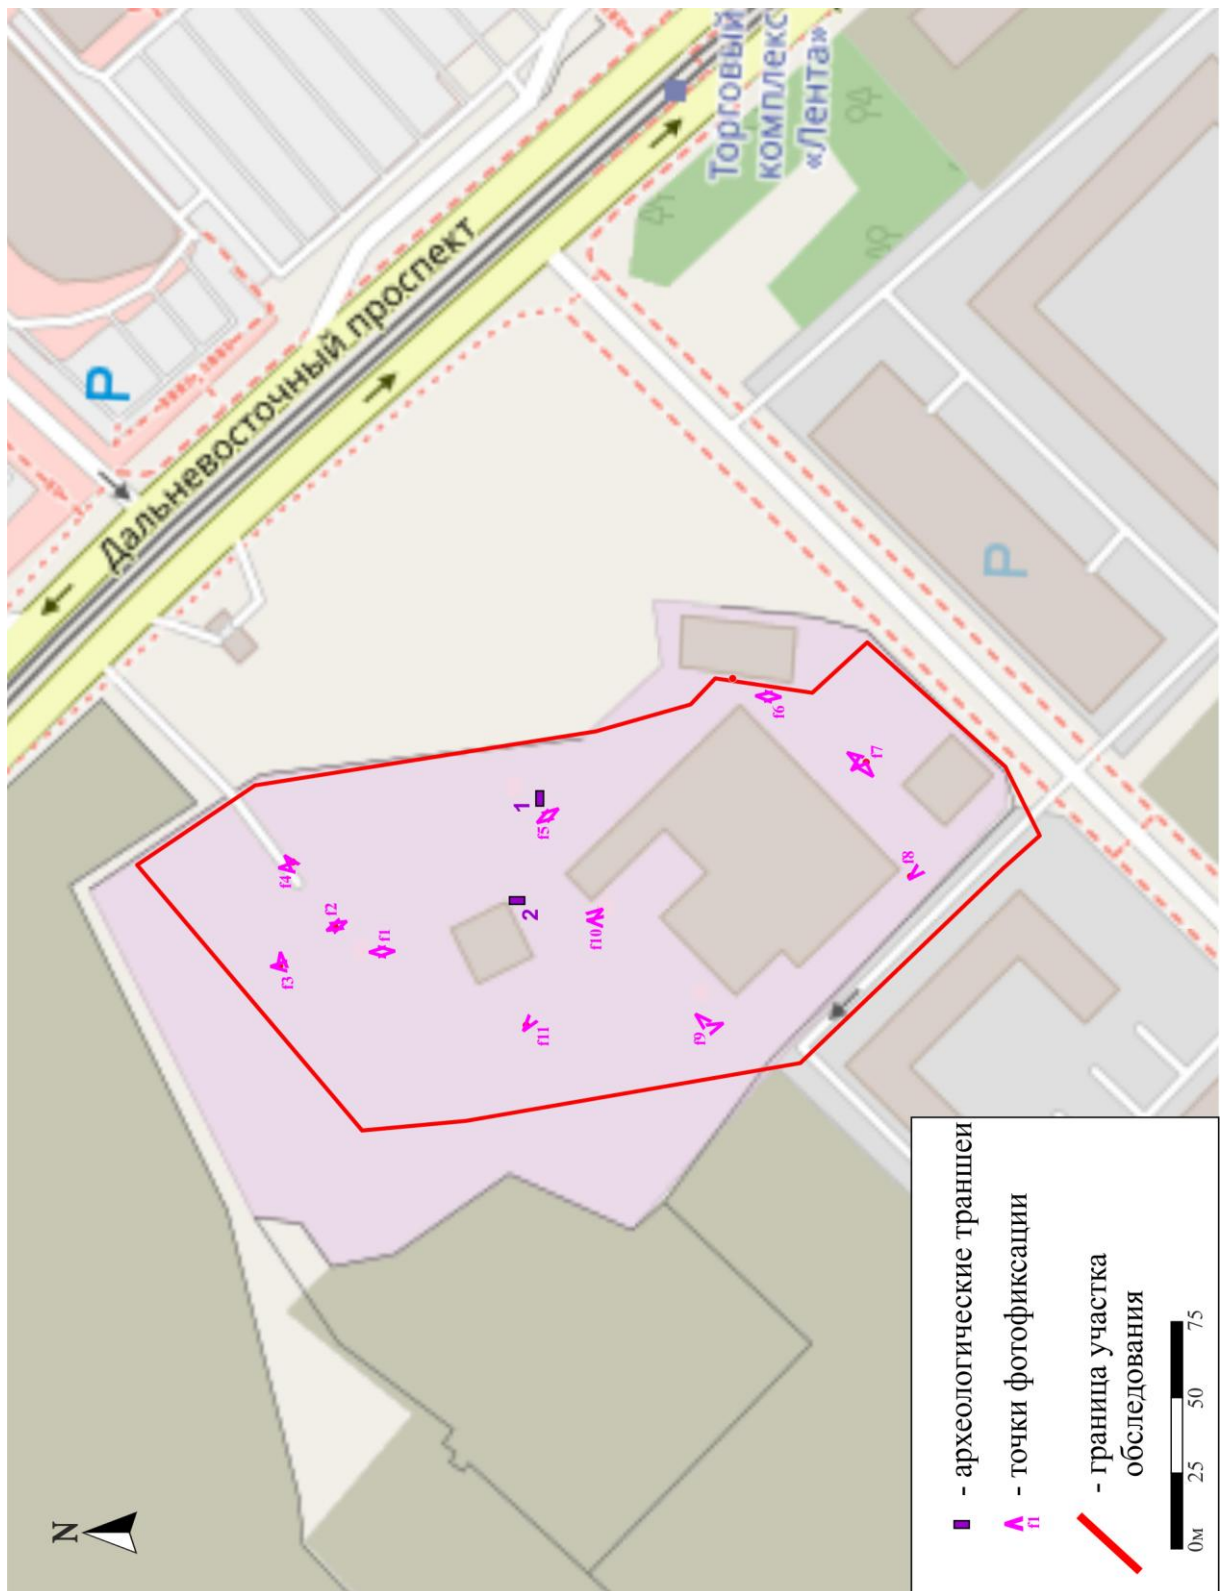 N
Дальневосточный проспект
P
Торговый
комплекс
«Лента»
P
f4
f3
f2
f1
1
f5
2
f6
f7
f8
f10
f11
f9
- археологические траншеи
f1
- точки фотофиксации
- граница участка
обследования
0м 25 50 75